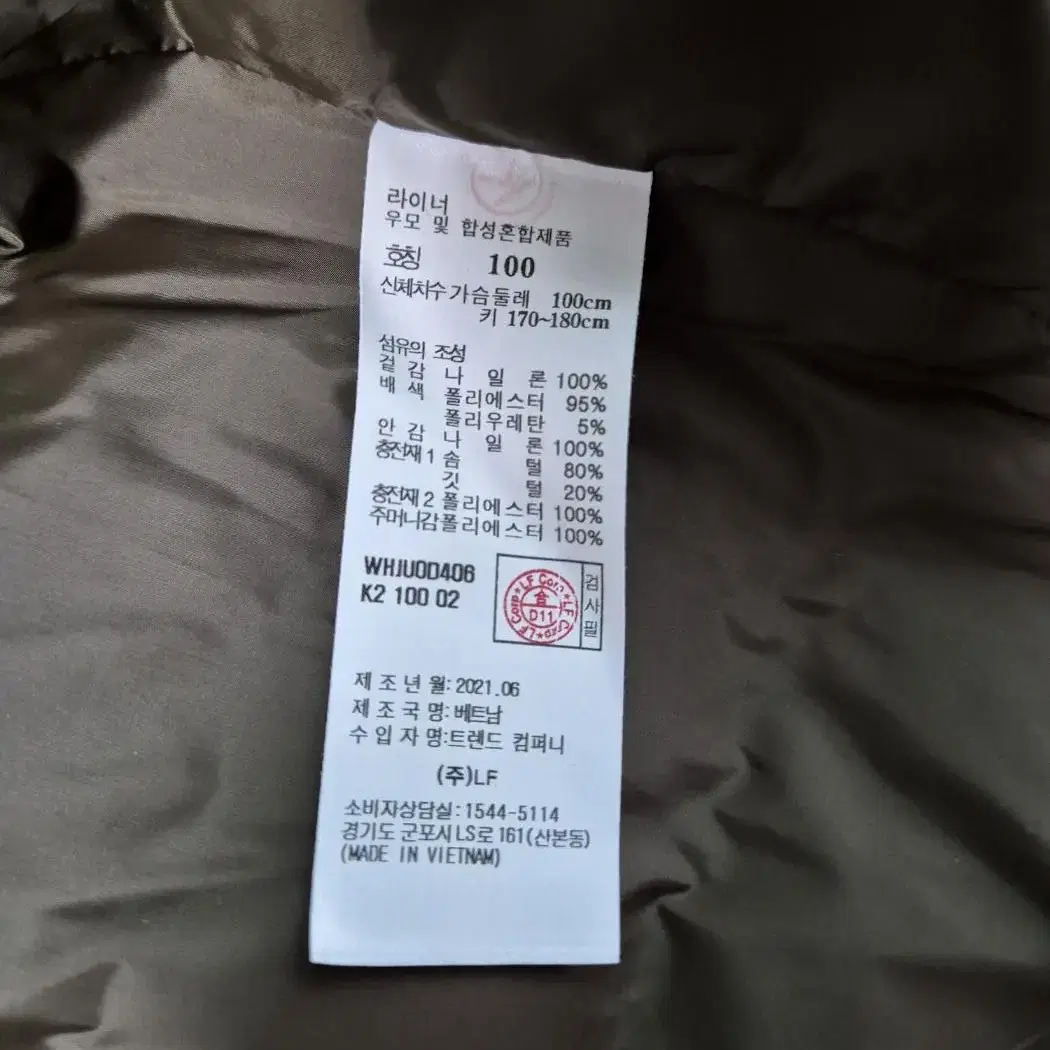 라이너
우모 및 합성혼합제품
호칭 100
신체치수 가슴둘레 100cm
키 170~180cm
섬유의 조성
겉감 나일론 100%
배색 폴리에스터 95%
폴리우레탄 5%
안감 나일론 100%
충전재1 솜털 80%
깃털 20%
충전재2 폴리에스터 100%
주머니감 폴리에스터 100%
WHJU0D406
K2 100 02
LF Corp★LF Corp★LF Corp★
合
D11
검사필
제조년월: 2021.06
제조국명: 베트남
수입자명:트렌드 컴퍼니
(주)LF
소비자상담실: 1544-5114
경기도 군포시 LS로 161(산본동)
(MADE IN VIETNAM)